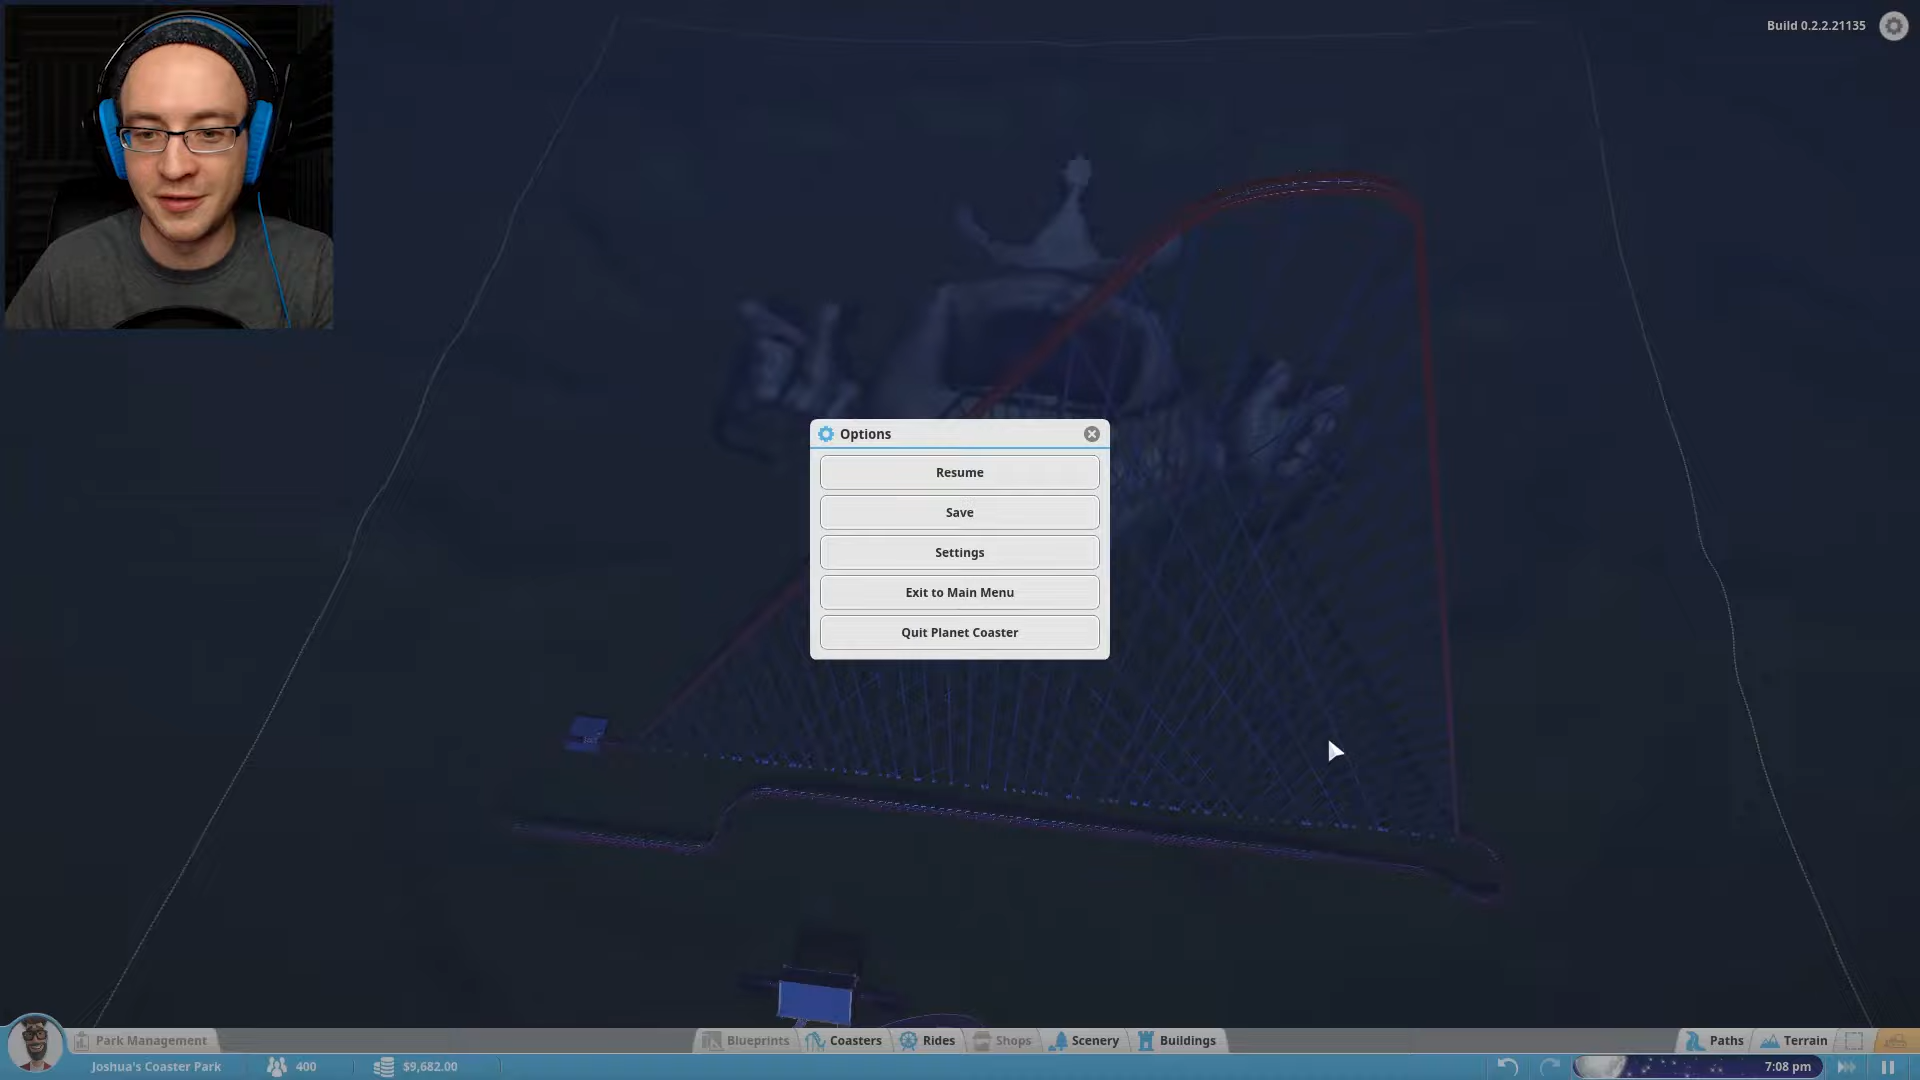 Build 0.2.2.21135
Options
Resume
Save
Settings
Exit to Main Menu
Quit Planet Coaster
Park Management
Blueprints
Coasters
Rides
Shops
Scenery
Buildings
Paths
Terrain
Joshua's Coaster Park
400
$9,682.00
7:08 pm